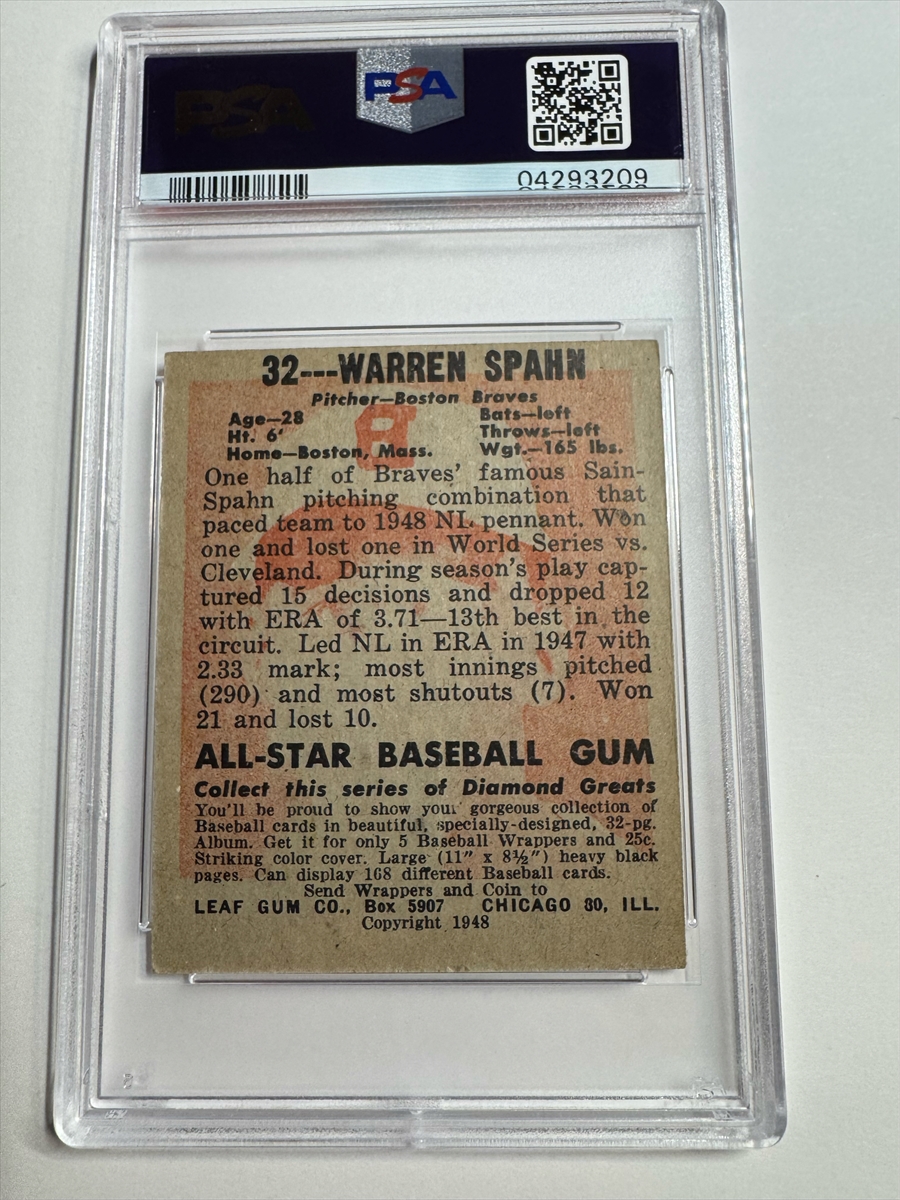 PSA
PSA
04293209
32---WARREN SPAHN
Pitcher—Boston Braves
Age—28 Bats—left
Ht. 6' Throws—left
Home—Boston, Mass. Wgt.—165 lbs.
One half of Braves' famous Sain-
Spahn pitching combination that
paced team to 1948 NL pennant. Won
one and lost one in World Series vs.
Cleveland. During season's play cap-
tured 15 decisions and dropped 12
with ERA of 3.71—13th best in the
circuit. Led NL in ERA in 1947 with
2.33 mark; most innings pitched
(290) and most shutouts (7). Won
21 and lost 10.
ALL-STAR BASEBALL GUM
Collect this series of Diamond Greats
You'll be proud to show your gorgeous collection of
Baseball cards in beautiful, specially-designed, 32-pg.
Album. Get it for only 5 Baseball Wrappers and 25c.
Striking color cover. Large (11" x 8½") heavy black
pages. Can display 168 different Baseball cards.
Send Wrappers and Coin to
LEAF GUM CO., Box 5907 CHICAGO 80, ILL.
Copyright 1948